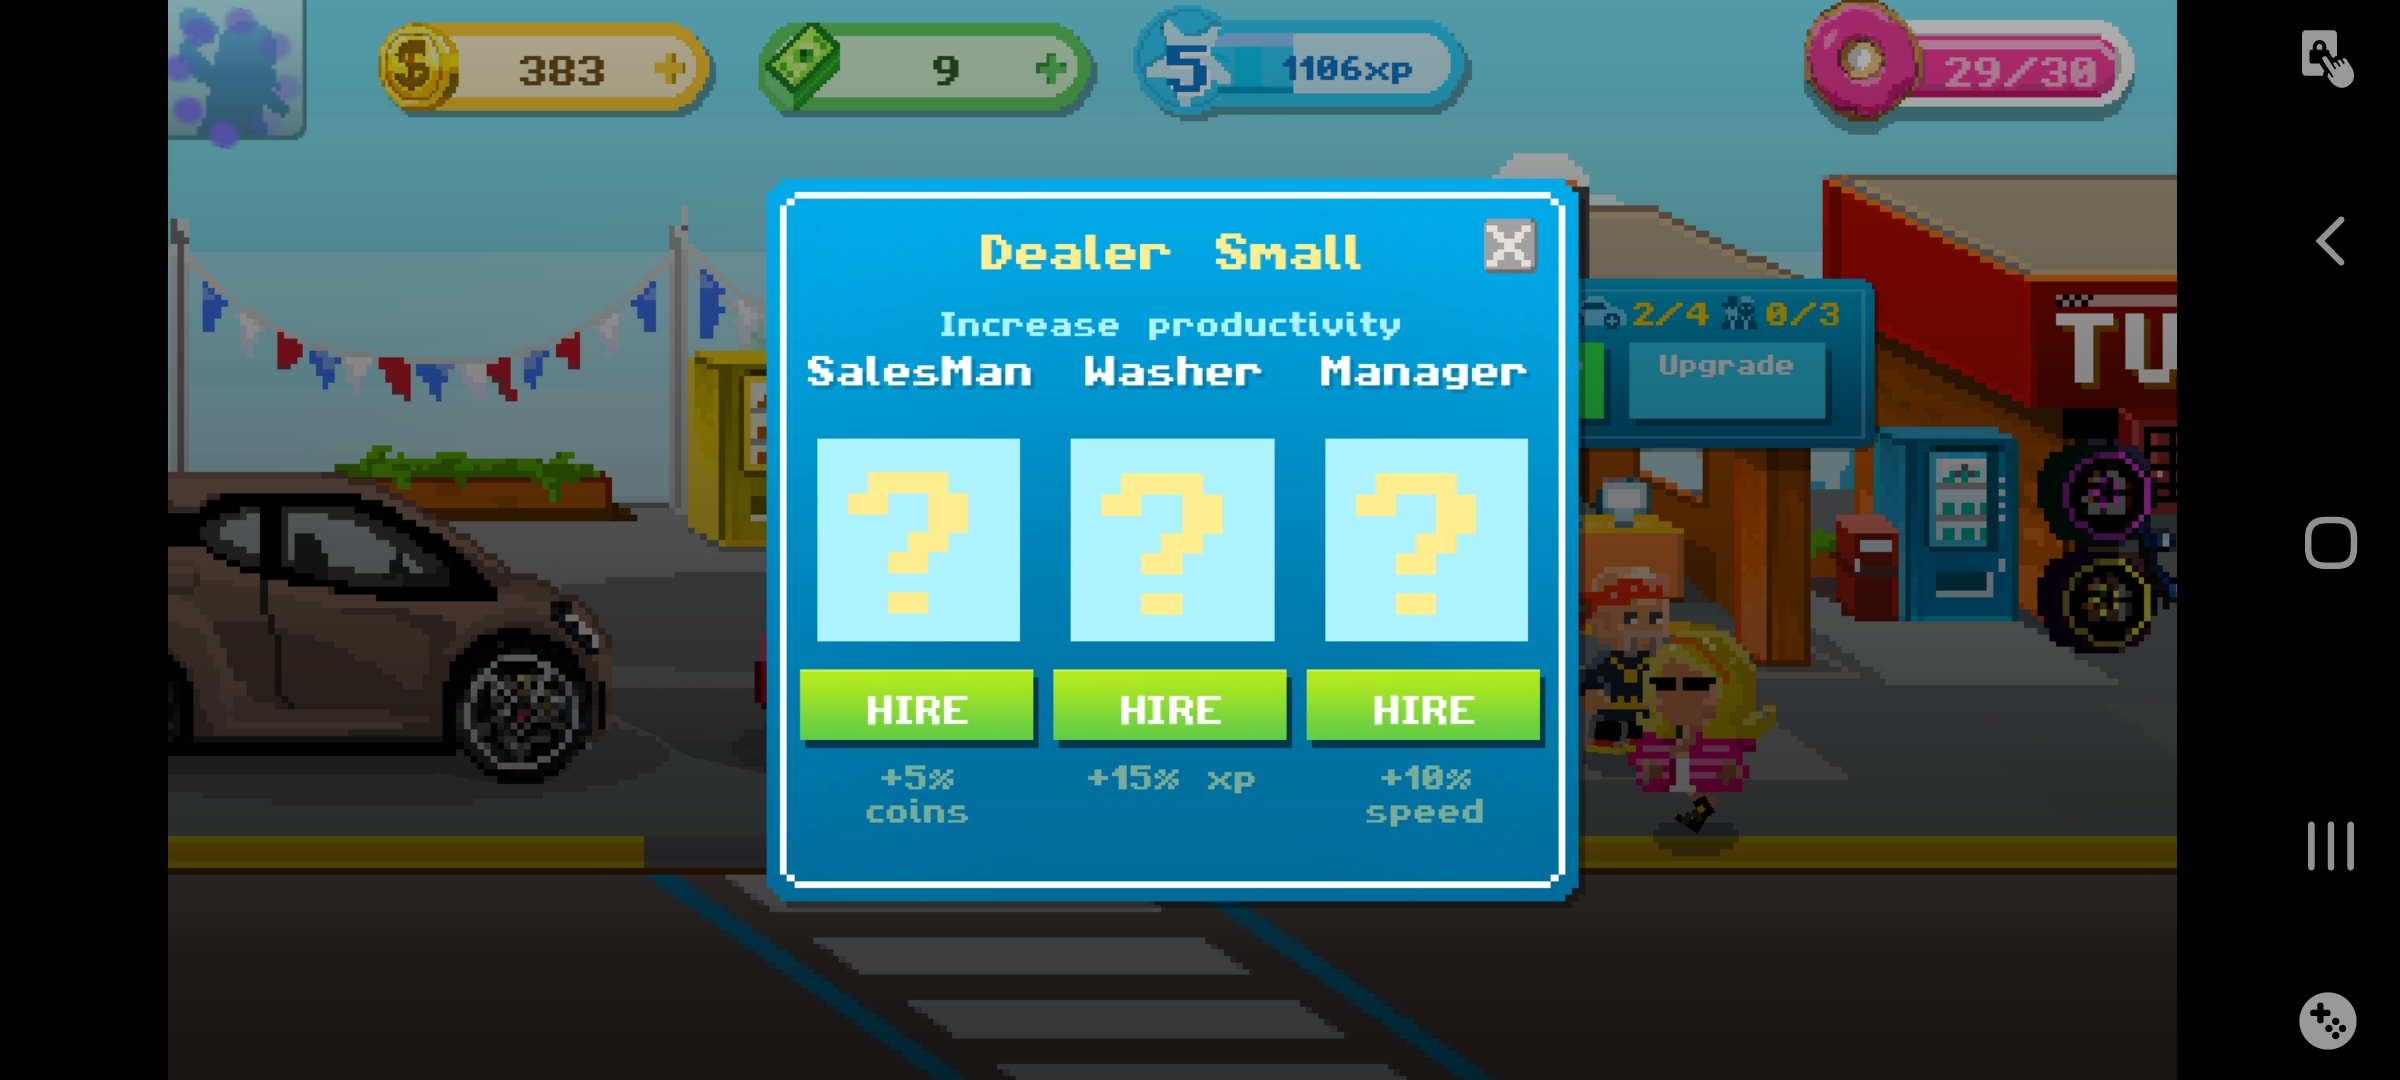 383 +
9 +
5 1106xp
29/30
Dealer Small
X
Increase productivity
SalesMan Washer Manager
? ? ?
HIRE HIRE HIRE
+5% coins
+15% xp
+10% speed
2/4 0/3
Upgrade
TU